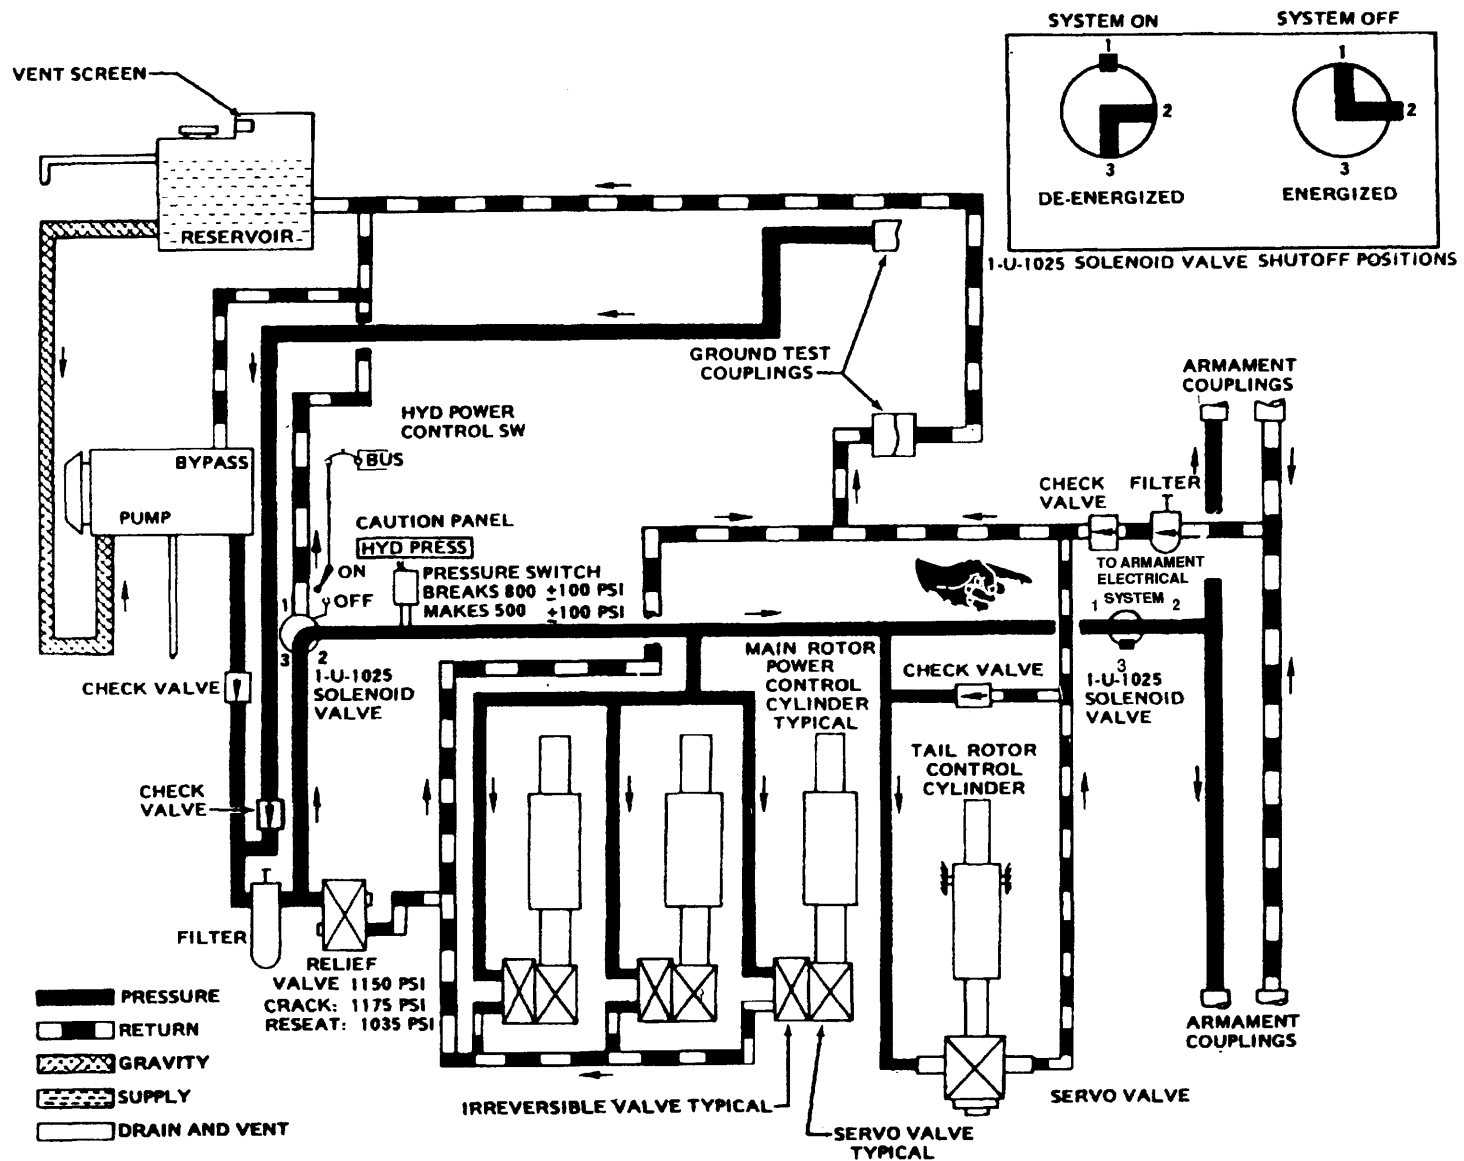 SYSTEM ON
SYSTEM OFF
1
2
3
DE-ENERGIZED
1
2
3
ENERGIZED
1-U-1025 SOLENOID VALVE SHUTOFF POSITIONS
VENT SCREEN
RESERVOIR
GROUND TEST
COUPLINGS
ARMAMENT
COUPLINGS
HYD POWER
CONTROL SW
BUS
BYPASS
PUMP
CAUTION PANEL
HYD PRESS
ON
OFF
PRESSURE SWITCH
BREAKS 800 ±100 PSI
MAKES 500 ±100 PSI
CHECK
VALVE
FILTER
TO ARMAMENT
ELECTRICAL
SYSTEM
1
2
3
1-U-1025
SOLENOID
VALVE
1
3
2
1-U-1025
SOLENOID
VALVE
CHECK VALVE
MAIN ROTOR
POWER
CONTROL
CYLINDER
TYPICAL
CHECK VALVE
TAIL ROTOR
CONTROL
CYLINDER
CHECK
VALVE
FILTER
RELIEF
VALVE 1150 PSI
CRACK: 1175 PSI
RESEAT: 1035 PSI
PRESSURE
RETURN
GRAVITY
SUPPLY
DRAIN AND VENT
ARMAMENT
COUPLINGS
IRREVERSIBLE VALVE TYPICAL
SERVO VALVE
TYPICAL
SERVO VALVE